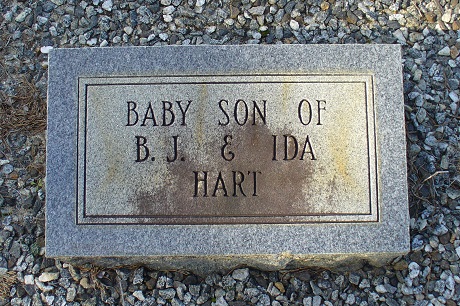 BABY SON OF
B. J. & IDA
HART